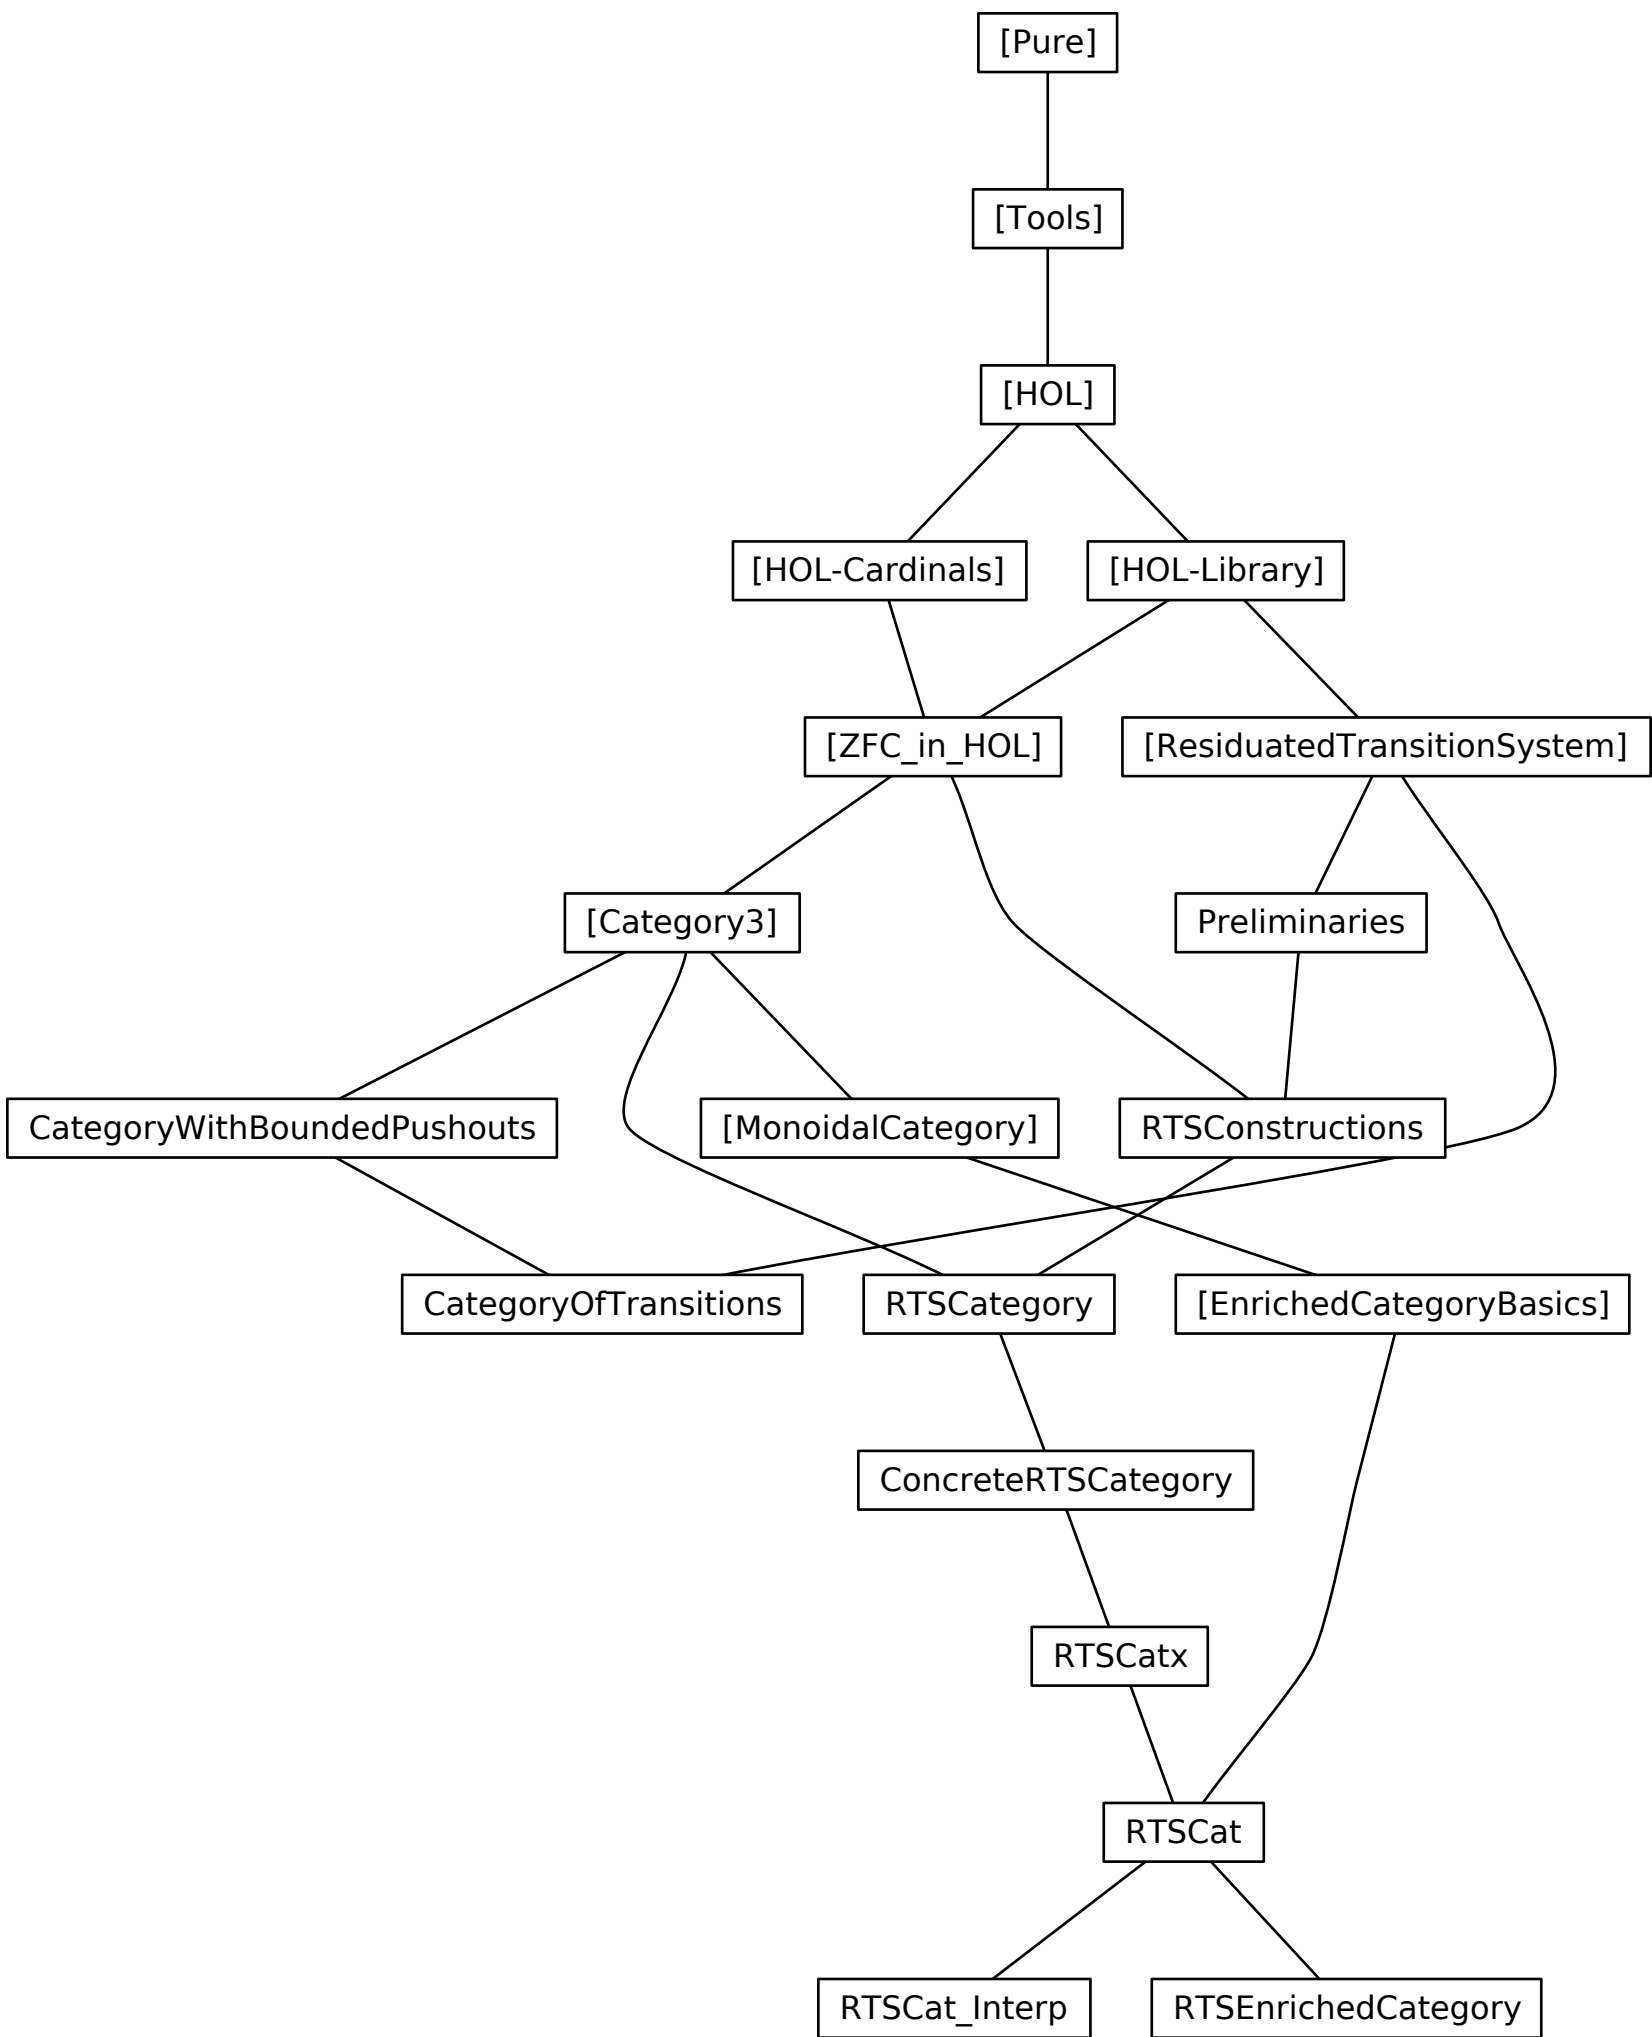 [Pure]
[Tools]
[HOL]
[HOL-Cardinals]
[HOL-Library]
[ZFC_in_HOL]
[ResiduatedTransitionSystem]
[Category3]
Preliminaries
CategoryWithBoundedPushouts
[MonoidalCategory]
RTSConstructions
CategoryOfTransitions
RTSCategory
[EnrichedCategoryBasics]
ConcreteRTSCategory
RTSCatx
RTSCat
RTSCat_Interp
RTSEnrichedCategory